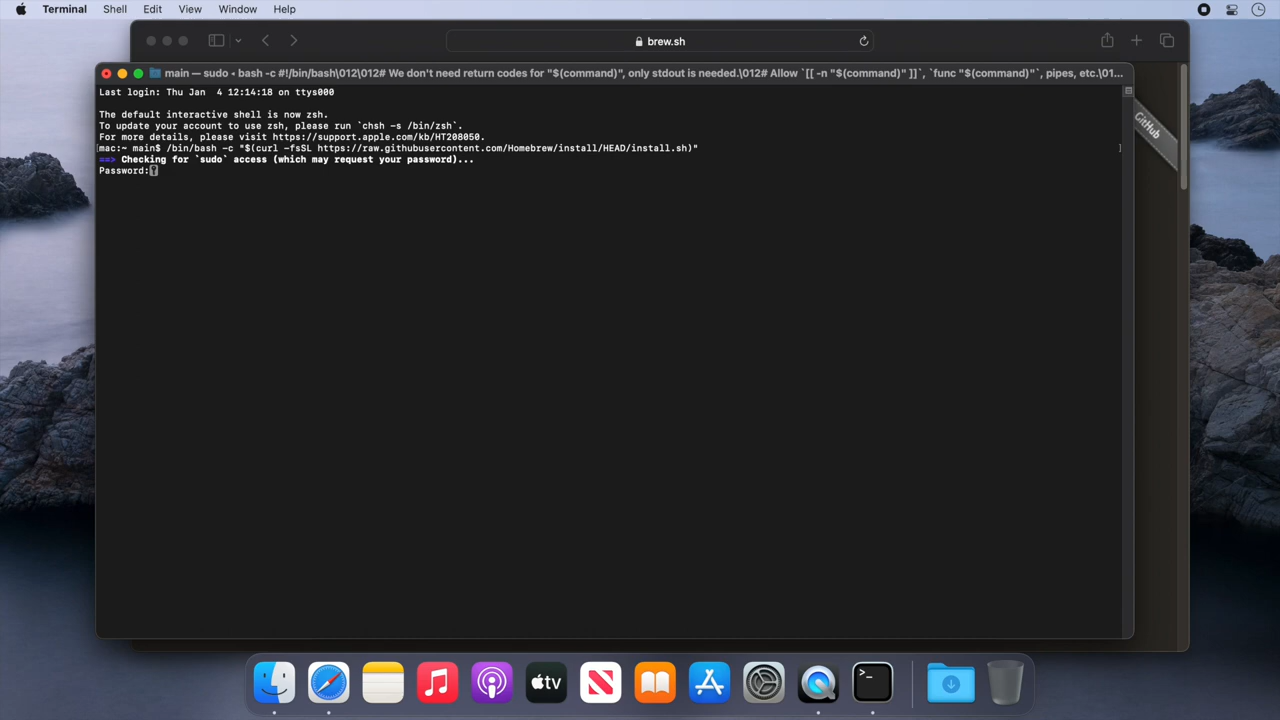 Terminal Shell Edit View Window Help
brew.sh
main — sudo ◂ bash -c #!/bin/bash\012\012# We don't need return codes for "$(command)", only stdout is needed.\012# Allow `[[ -n "$(command)" ]]`, `func "$(command)"`, pipes, etc.\01...
Last login: Thu Jan  4 12:14:18 on ttys000
The default interactive shell is now zsh.
To update your account to use zsh, please run `chsh -s /bin/zsh`.
For more details, please visit https://support.apple.com/kb/HT208050.
[mac:~ main$ /bin/bash -c "$(curl -fsSL https://raw.githubusercontent.com/Homebrew/install/HEAD/install.sh)" ]
==> Checking for `sudo` access (which may request your password)...
Password:
GitHub
tv
>_